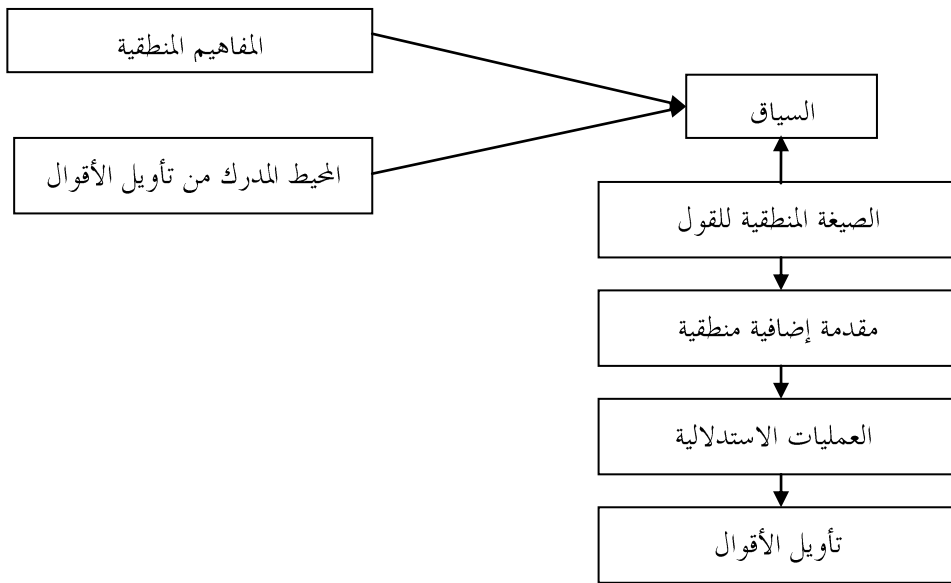 المفاهيم المنطقية
السياق
المحيط المدرك من تأويل الأقوال
الصيغة المنطقية للقول
مقدمة إضافية منطقية
العمليات الاستدلالية
تأويل الأقوال